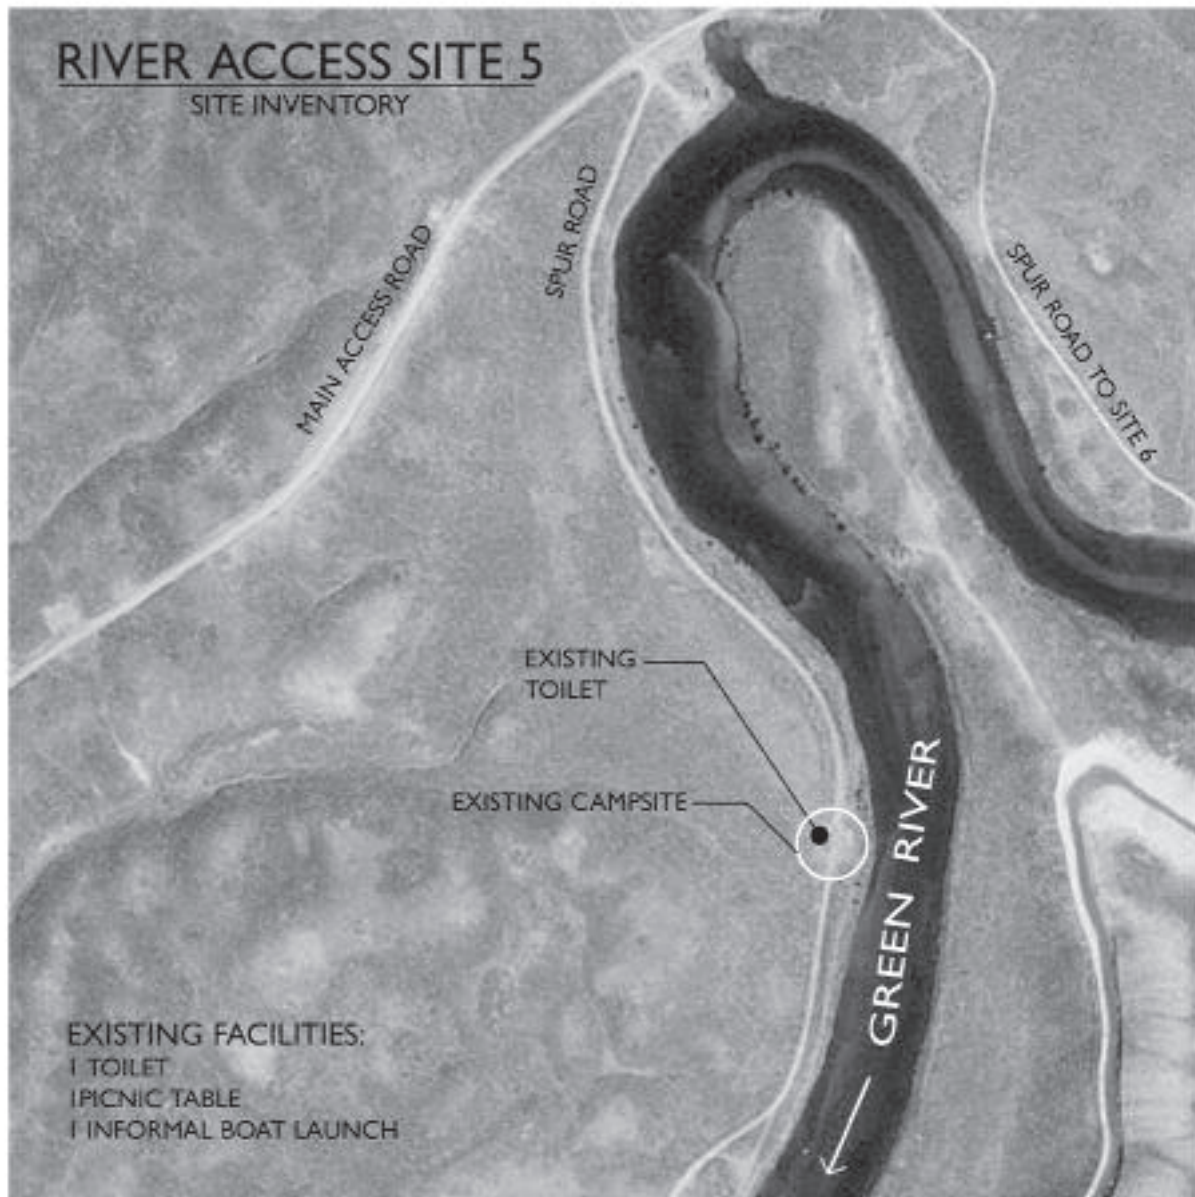 RIVER ACCESS SITE 5
SITE INVENTORY
MAIN ACCESS ROAD
SPUR ROAD
SPUR ROAD TO SITE 6
EXISTING
TOILET
EXISTING CAMPSITE
GREEN RIVER
EXISTING FACILITIES:
1 TOILET
1PICNIC TABLE
1 INFORMAL BOAT LAUNCH